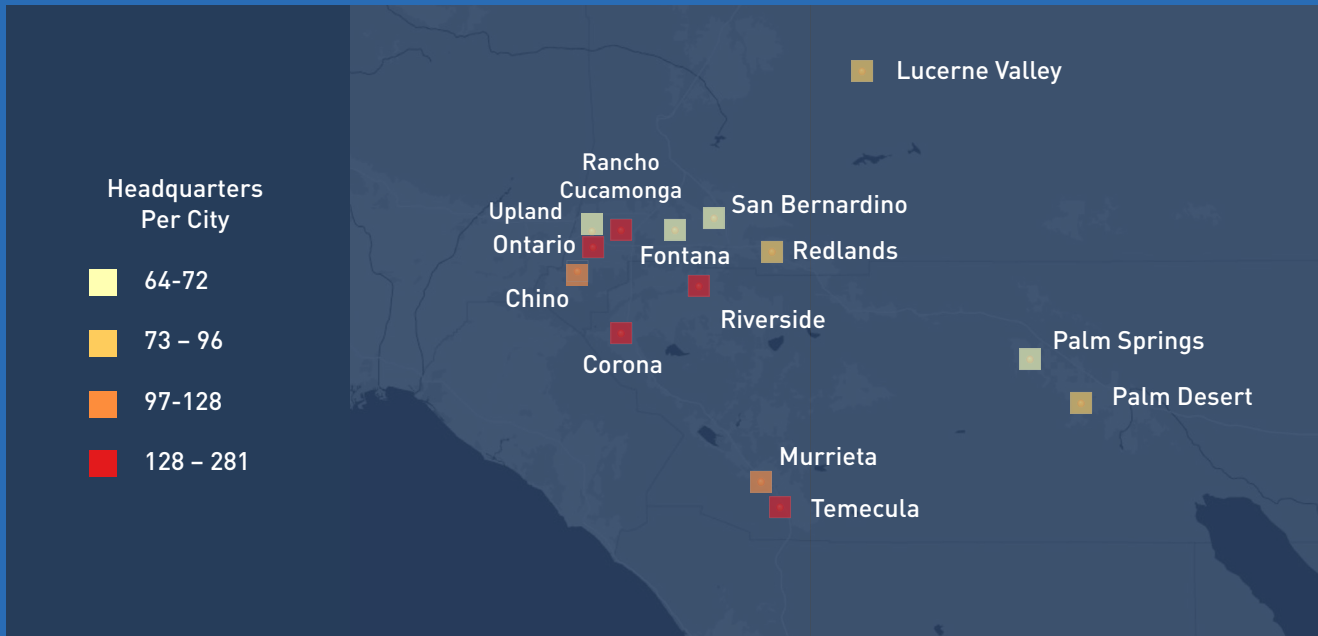 Headquarters
Per City
64-72
73 – 96
97-128
128 – 281
Lucerne Valley
Rancho
Cucamonga
Upland
San Bernardino
Ontario
Fontana
Redlands
Chino
Riverside
Corona
Palm Springs
Palm Desert
Murrieta
Temecula